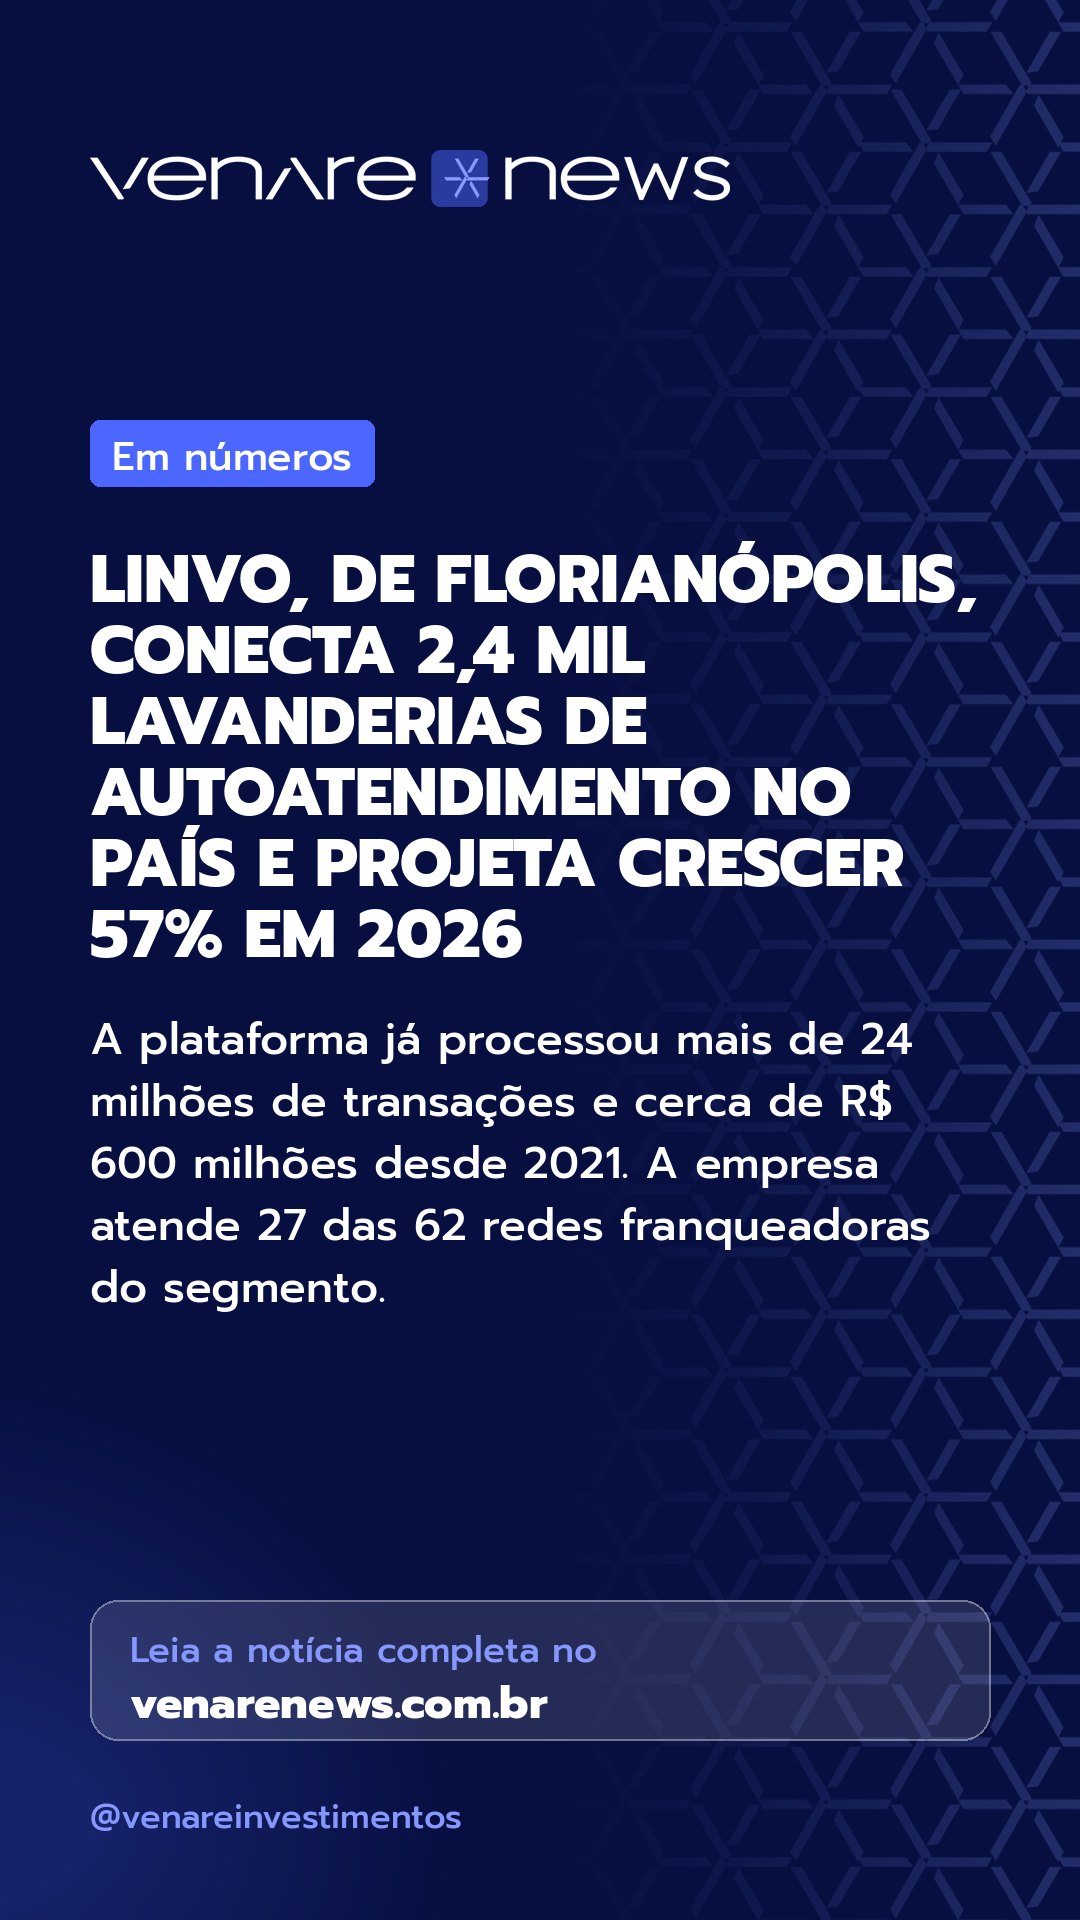 venare news
Em números
LINVO, DE FLORIANÓPOLIS,
CONECTA 2,4 MIL
LAVANDERIAS DE
AUTOATENDIMENTO NO
PAÍS E PROJETA CRESCER
57% EM 2026
A plataforma já processou mais de 24
milhões de transações e cerca de R$
600 milhões desde 2021. A empresa
atende 27 das 62 redes franqueadoras
do segmento.
Leia a notícia completa no
venarenews.com.br
@venareinvestimentos